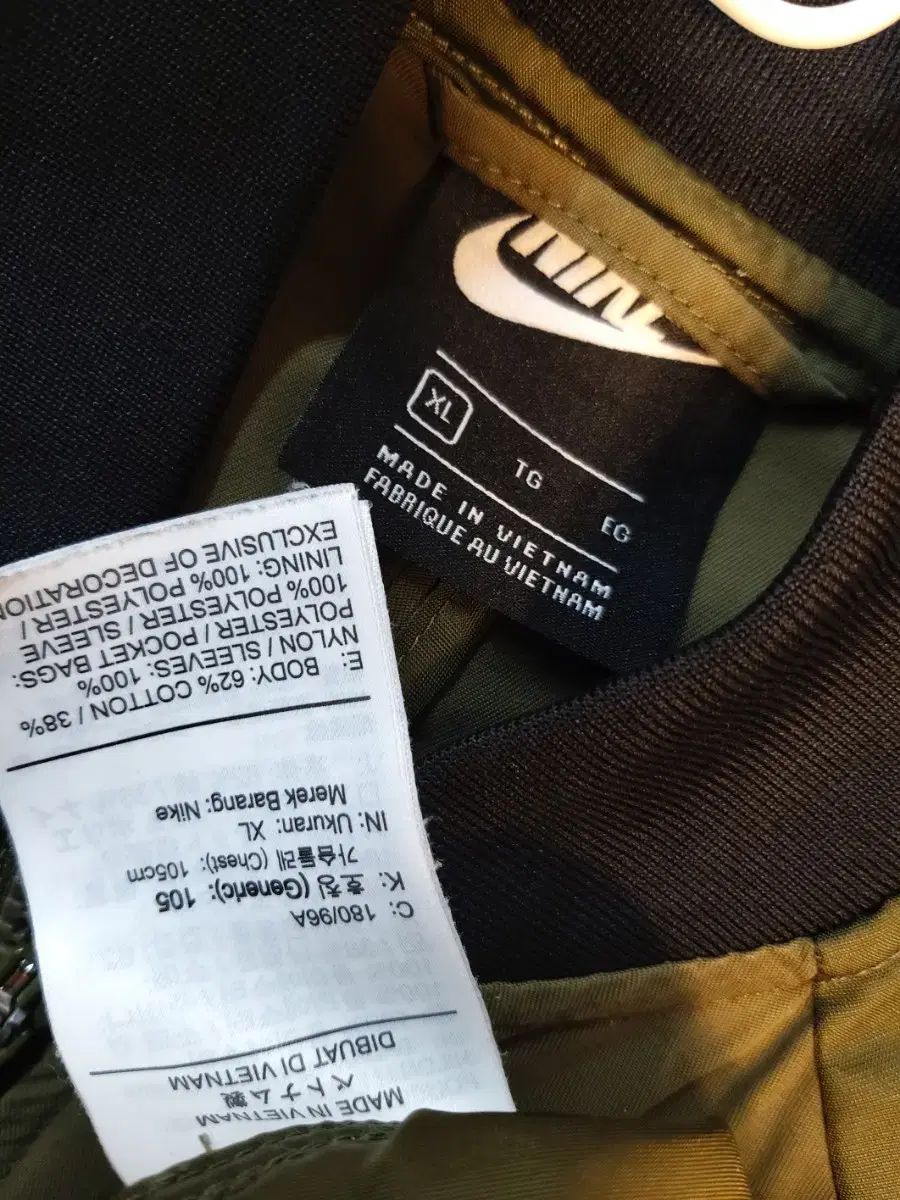 NIKE
XL
TG
EG
MADE IN VIETNAM
FABRIQUE AU VIETNAM
MADE IN VIETNAM
ベトナム製
DIBUAT DI VIETNAM
C: 180/96A
K: 호칭 (Generic): 105
가슴둘레 (Chest): 105cm
IN: Ukuran: XL
Merek Barang: Nike
E: BODY: 62% COTTON / 38%
NYLON / SLEEVES: 100%
POLYESTER / POCKET BAGS:
100% POLYESTER / SLEEVE
LINING: 100% POLYESTER /
EXCLUSIVE OF DECORATION